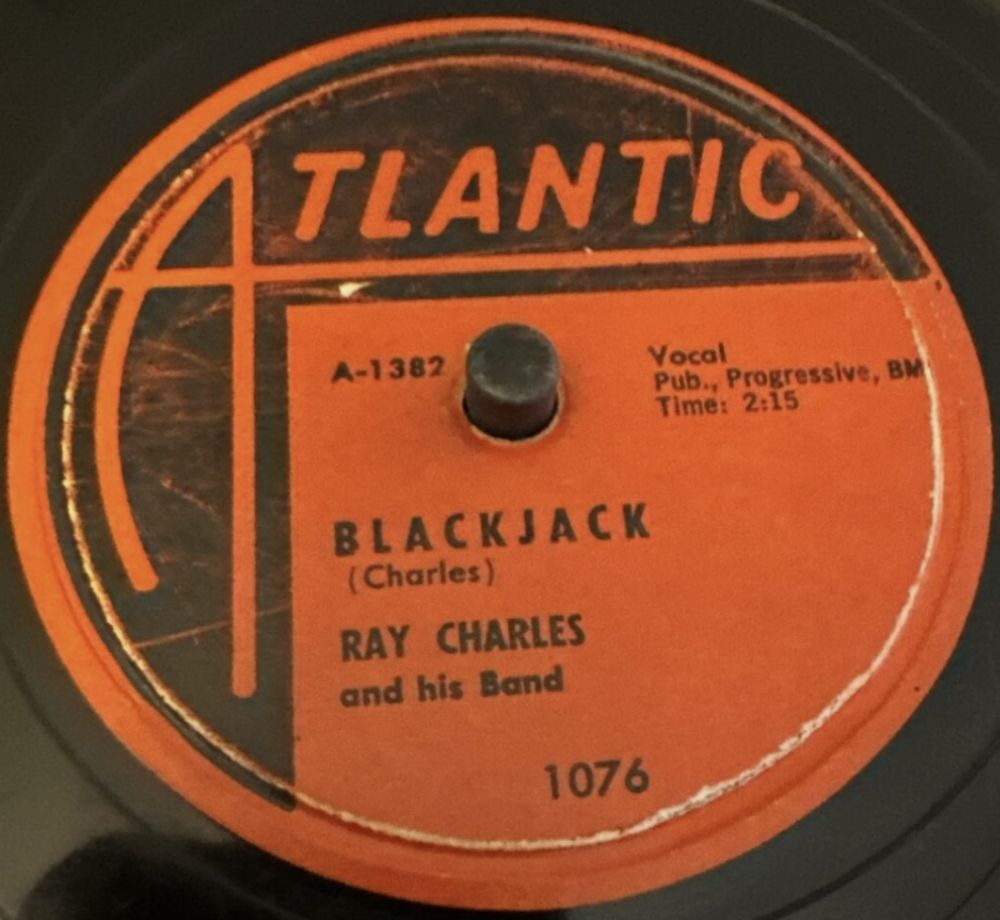 ATLANTIC
A-1382
Vocal
Pub., Progressive, BM
Time: 2:15
BLACKJACK
(Charles)
RAY CHARLES
and his Band
1076